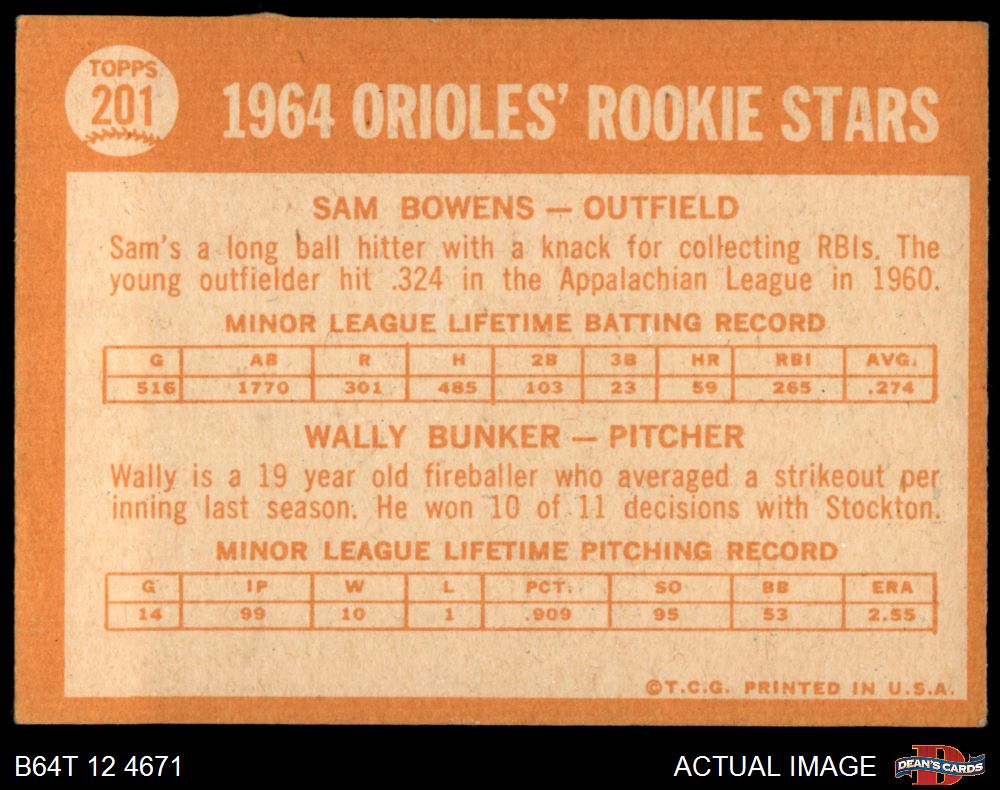 TOPPS
201
1964 ORIOLES' ROOKIE STARS
SAM BOWENS — OUTFIELD
Sam's a long ball hitter with a knack for collecting RBIs. The
young outfielder hit .324 in the Appalachian League in 1960.
MINOR LEAGUE LIFETIME BATTING RECORD
G AB R H 2B 3B HR RBI AVG.
516 1770 301 485 103 23 59 265 .274
WALLY BUNKER — PITCHER
Wally is a 19 year old fireballer who averaged a strikeout per
inning last season. He won 10 of 11 decisions with Stockton.
MINOR LEAGUE LIFETIME PITCHING RECORD
G IP W L PCT. SO BB ERA
14 99 10 1 .909 95 53 2.55
©T.C.G. PRINTED IN U.S.A.
B64T 12 4671 ACTUAL IMAGE D DEAN'S CARDS